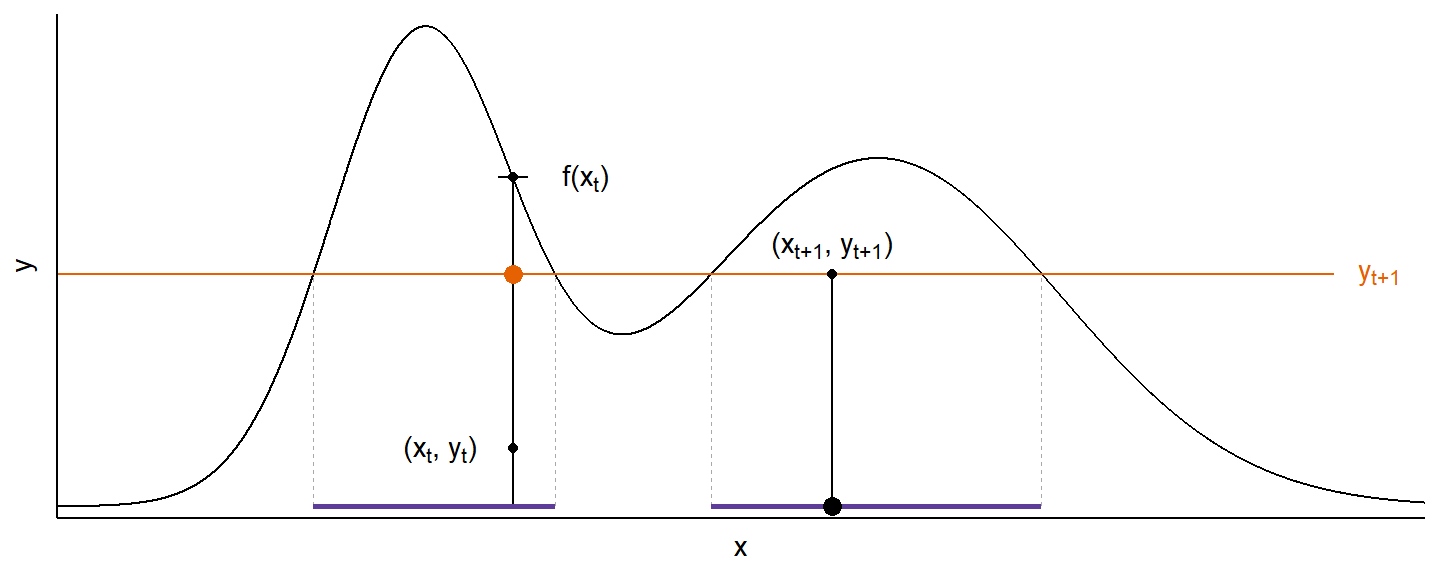 f(xₜ)
(xₜ₊₁, yₜ₊₁)
y
yₜ₊₁
(xₜ, yₜ)
x